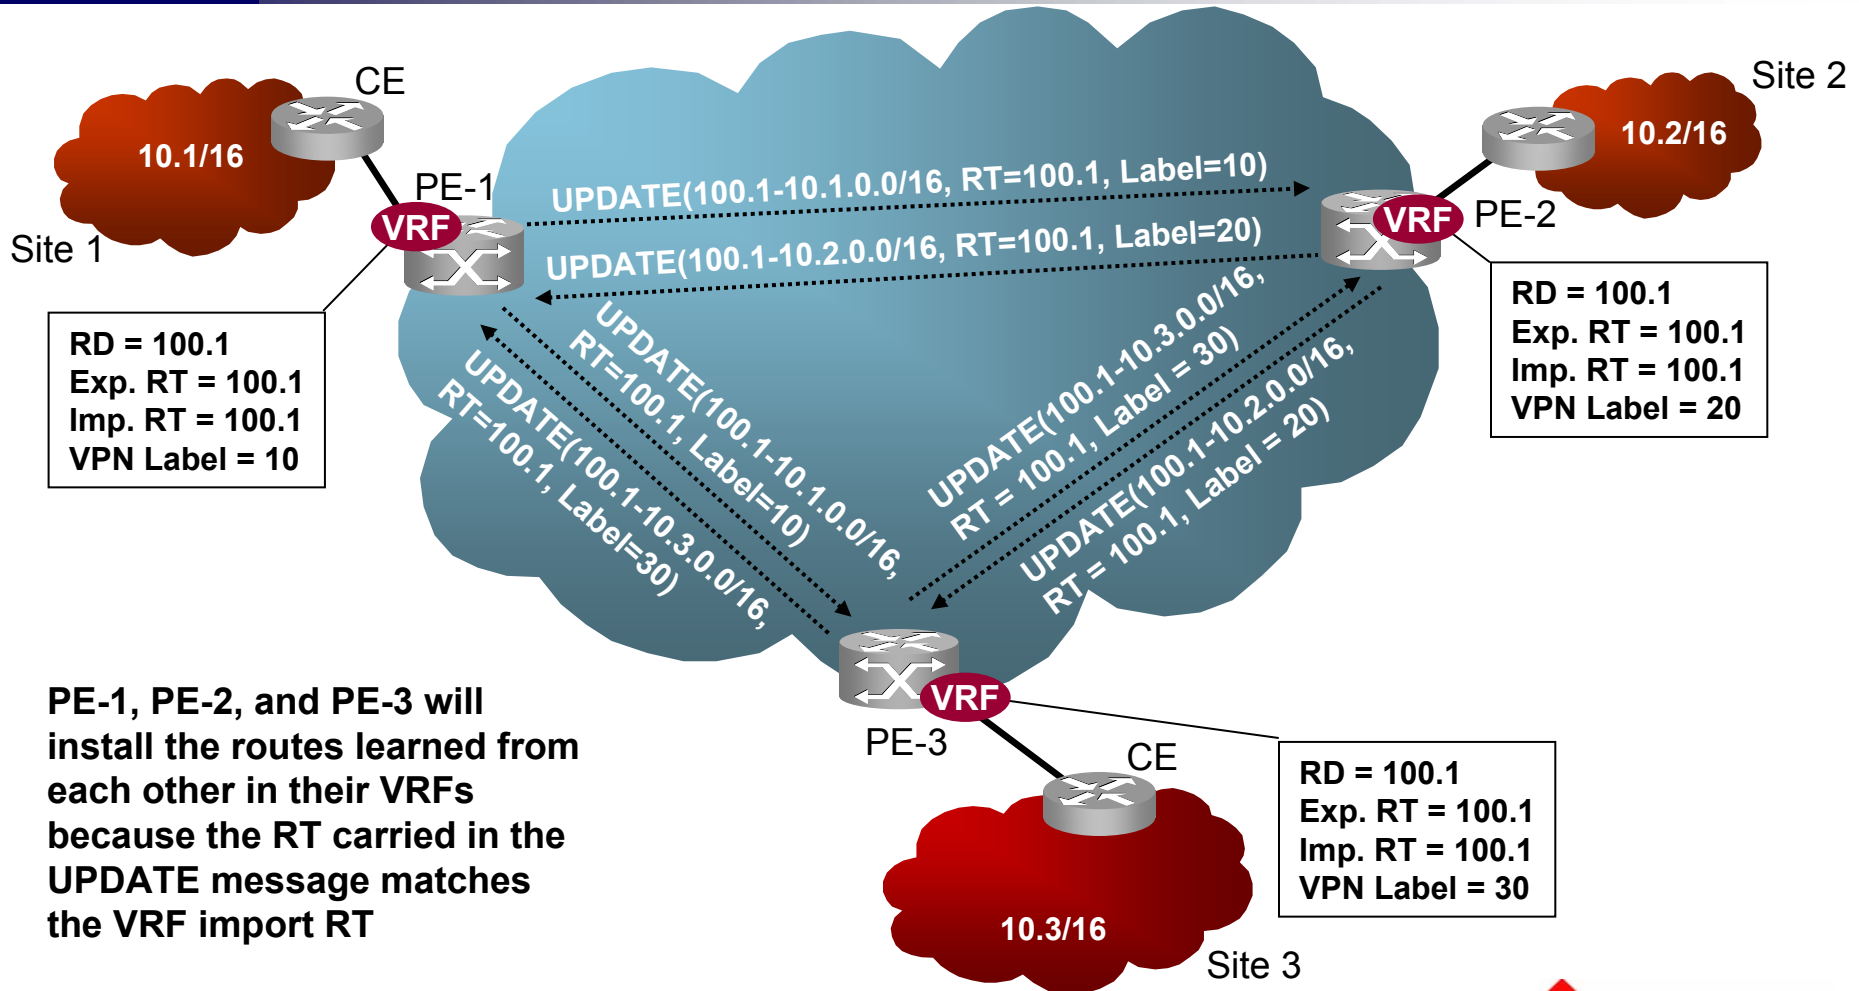 CE
Site 2
10.1/16
10.2/16
PE-1
UPDATE(100.1-10.1.0.0/16, RT=100.1, Label=10)
VRF
VRF
PE-2
Site 1
UPDATE(100.1-10.2.0.0/16, RT=100.1, Label=20)
RD = 100.1
Exp. RT = 100.1
Imp. RT = 100.1
VPN Label = 10
RD = 100.1
Exp. RT = 100.1
Imp. RT = 100.1
VPN Label = 20
UPDATE(100.1-10.1.0.0/16,
RT=100.1, Label=10)
UPDATE(100.1-10.3.0.0/16,
RT=100.1, Label=30)
UPDATE(100.1-10.3.0.0/16,
RT = 100.1, Label = 30)
UPDATE(100.1-10.2.0.0/16,
RT = 100.1, Label = 20)
PE-1, PE-2, and PE-3 will
install the routes learned from
each other in their VRFs
because the RT carried in the
UPDATE message matches
the VRF import RT
VRF
PE-3
CE
RD = 100.1
Exp. RT = 100.1
Imp. RT = 100.1
VPN Label = 30
10.3/16
Site 3